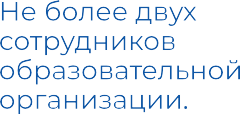 Не более двух
сотрудников
образовательной
организации.